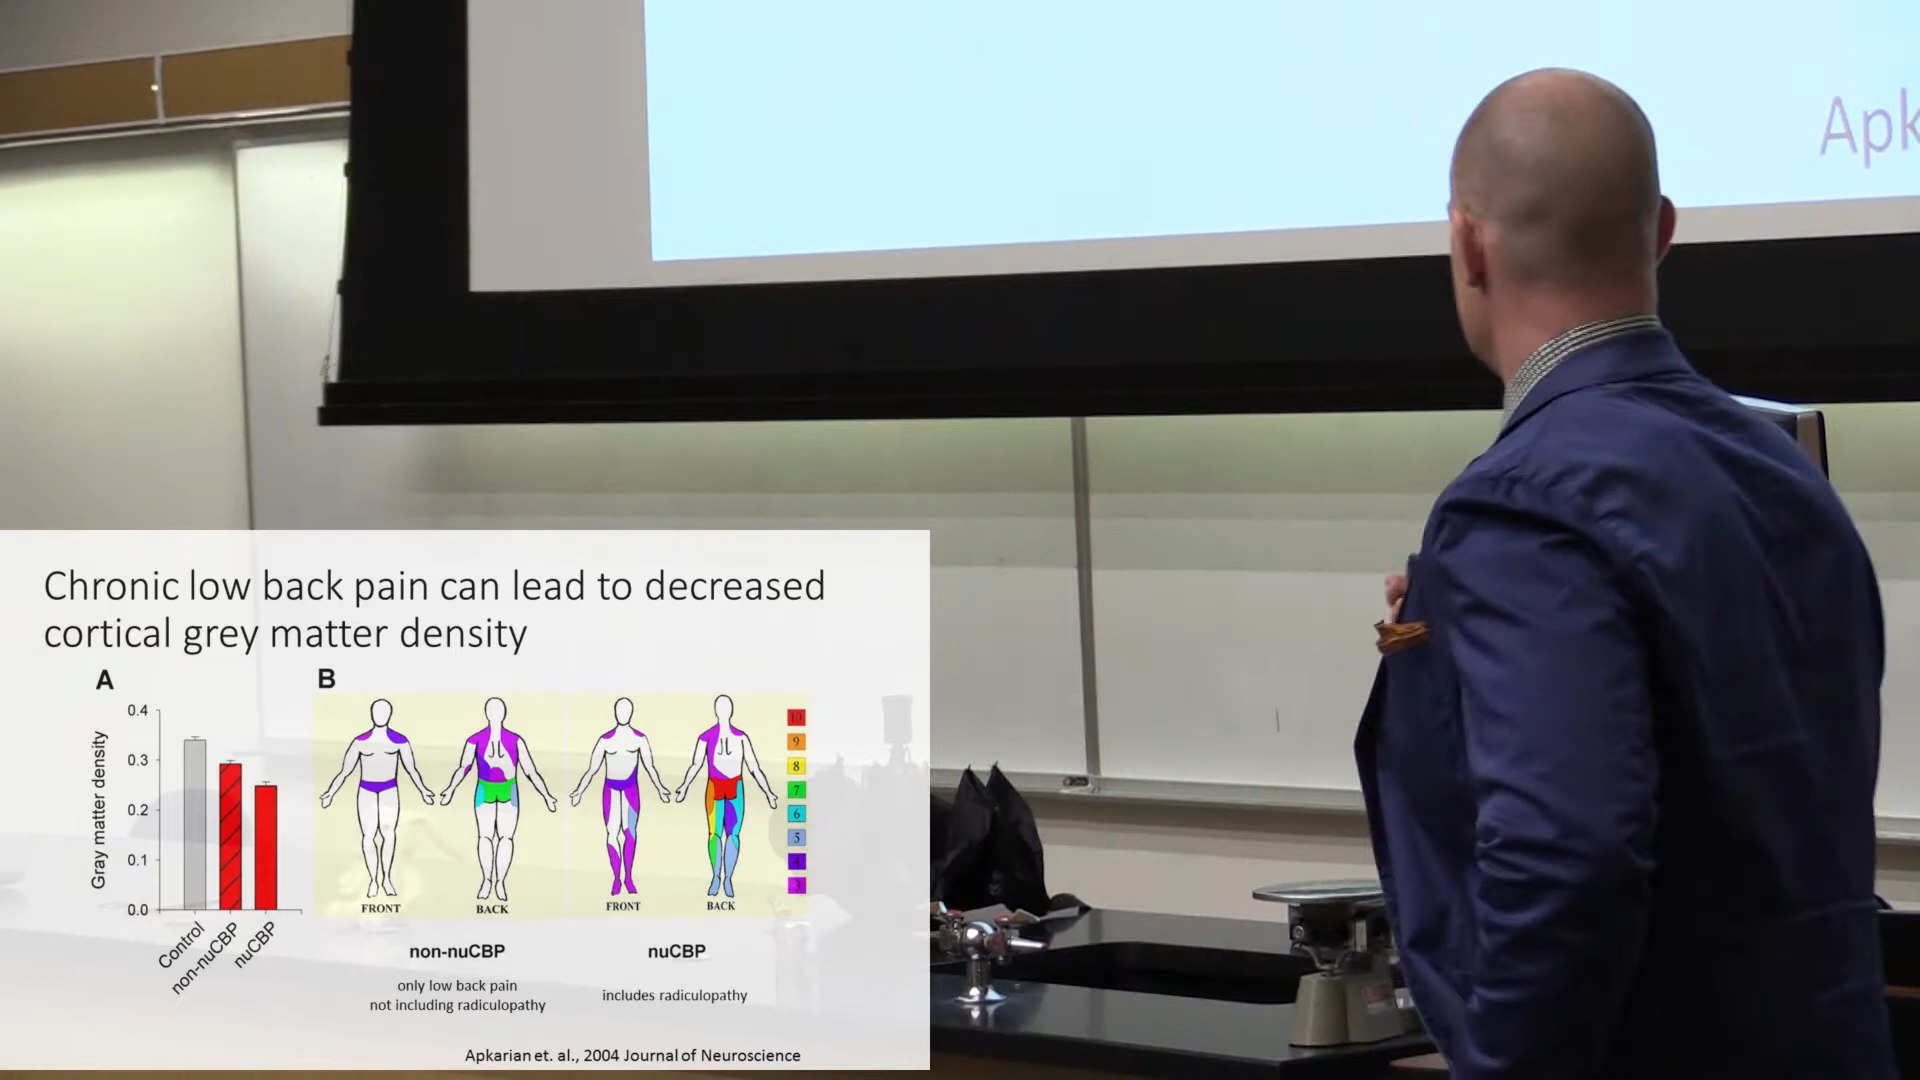 Apk
Chronic low back pain can lead to decreased
cortical grey matter density
A
B
Gray matter density
0.4
0.3
0.2
0.1
0.0
Control
non-nuCBP
nuCBP
FRONT
BACK
FRONT
BACK
10
9
8
7
6
5
4
3
non-nuCBP
nuCBP
only low back pain
not including radiculopathy
includes radiculopathy
Apkarian et. al., 2004 Journal of Neuroscience